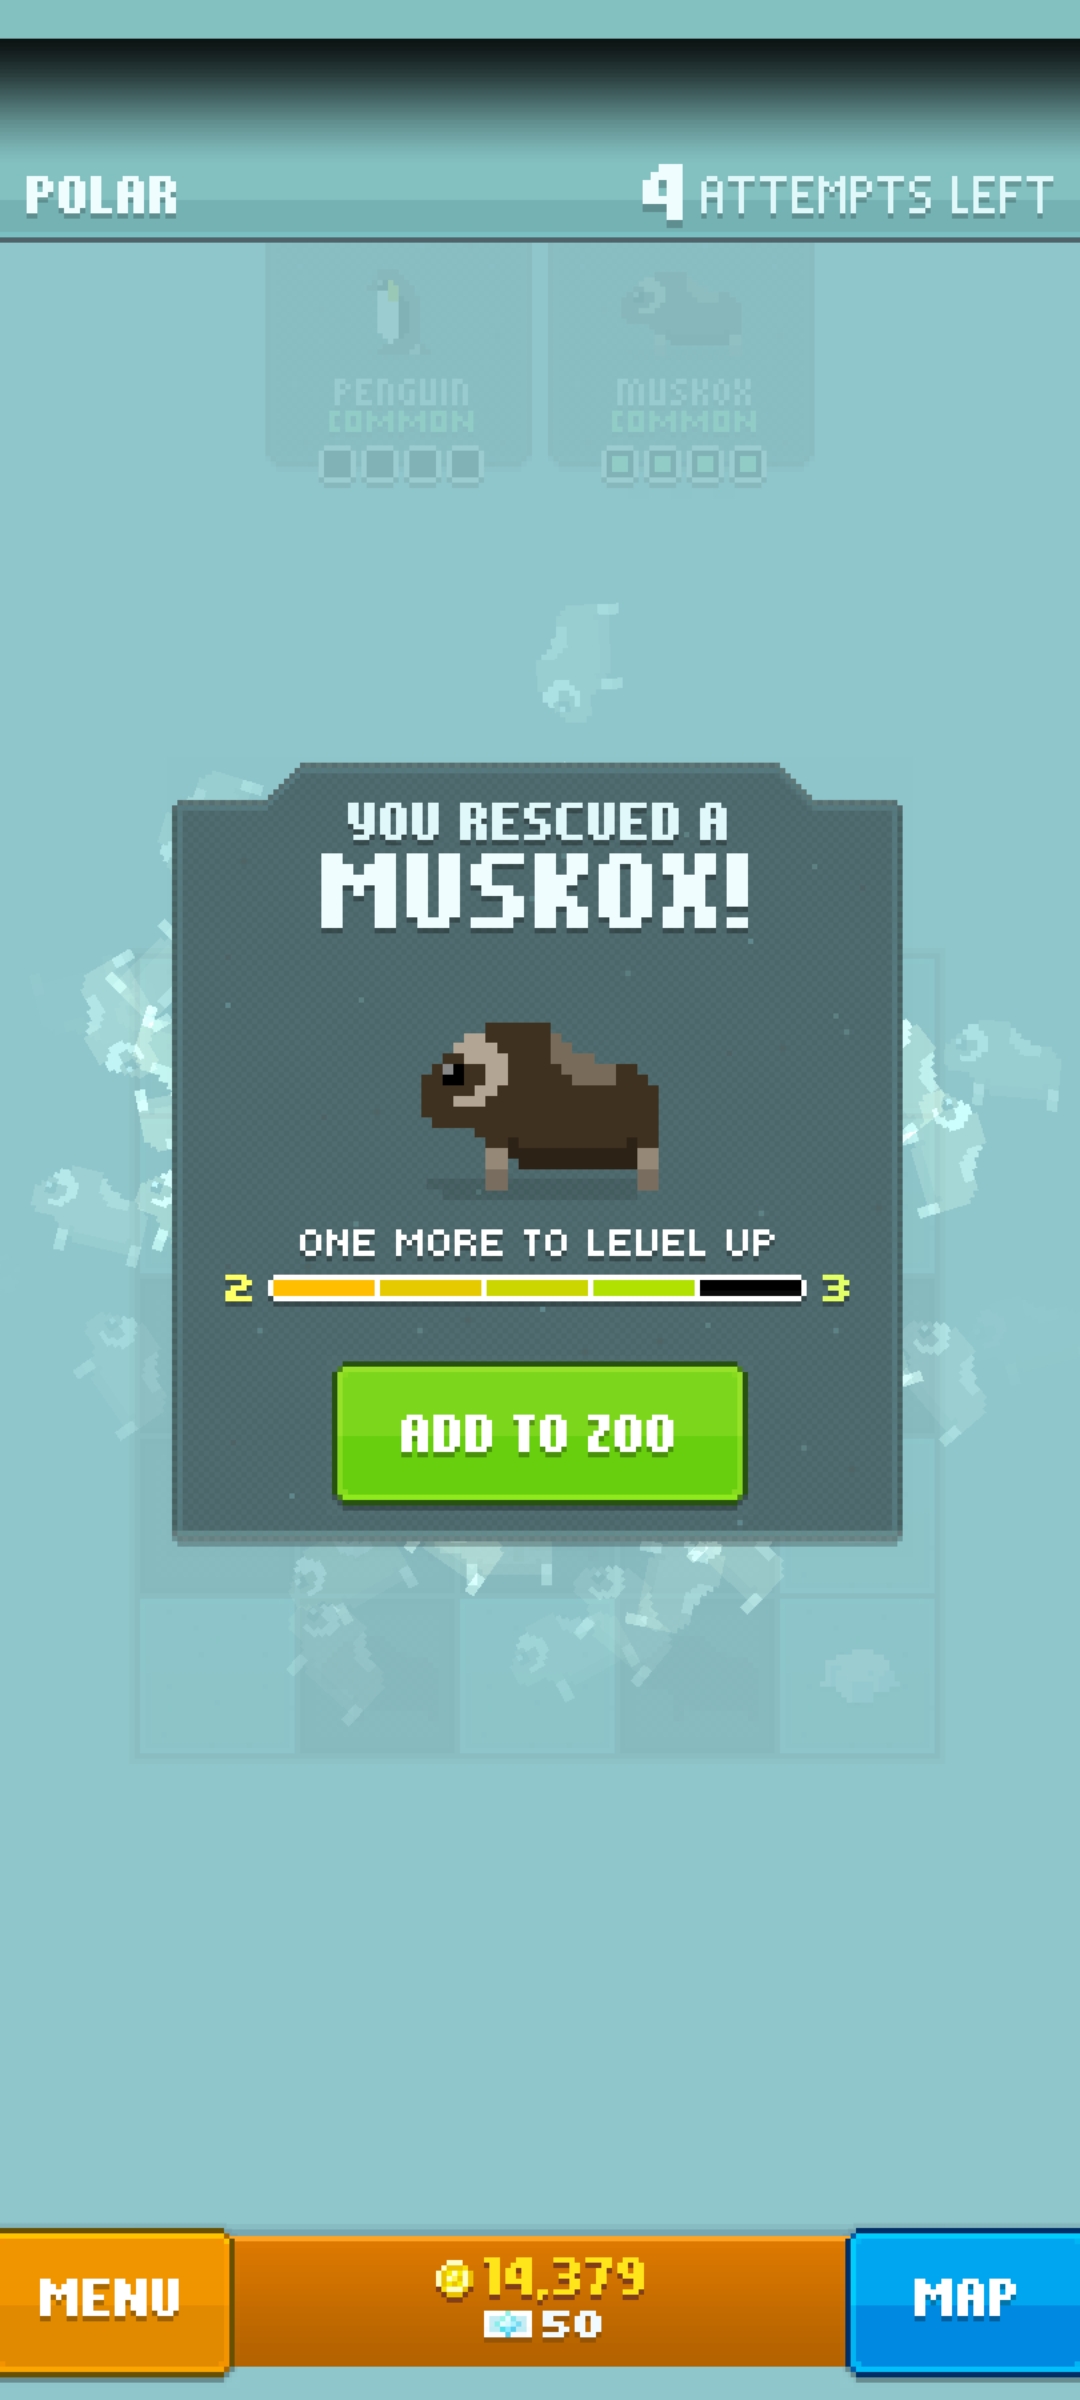 POLAR
4 ATTEMPTS LEFT
PENGUIN
COMMON
MUSKOX
COMMON
YOU RESCUED A
MUSKOX!
ONE MORE TO LEVEL UP
2 3
ADD TO ZOO
MENU
14,379
50
MAP